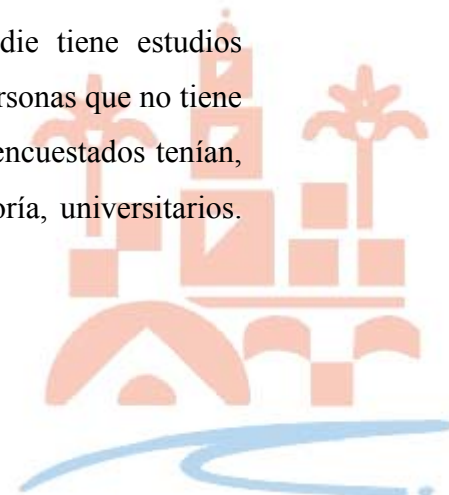 die tiene estudios
rsonas que no tiene
encuestados tenían,
oría, universitarios.